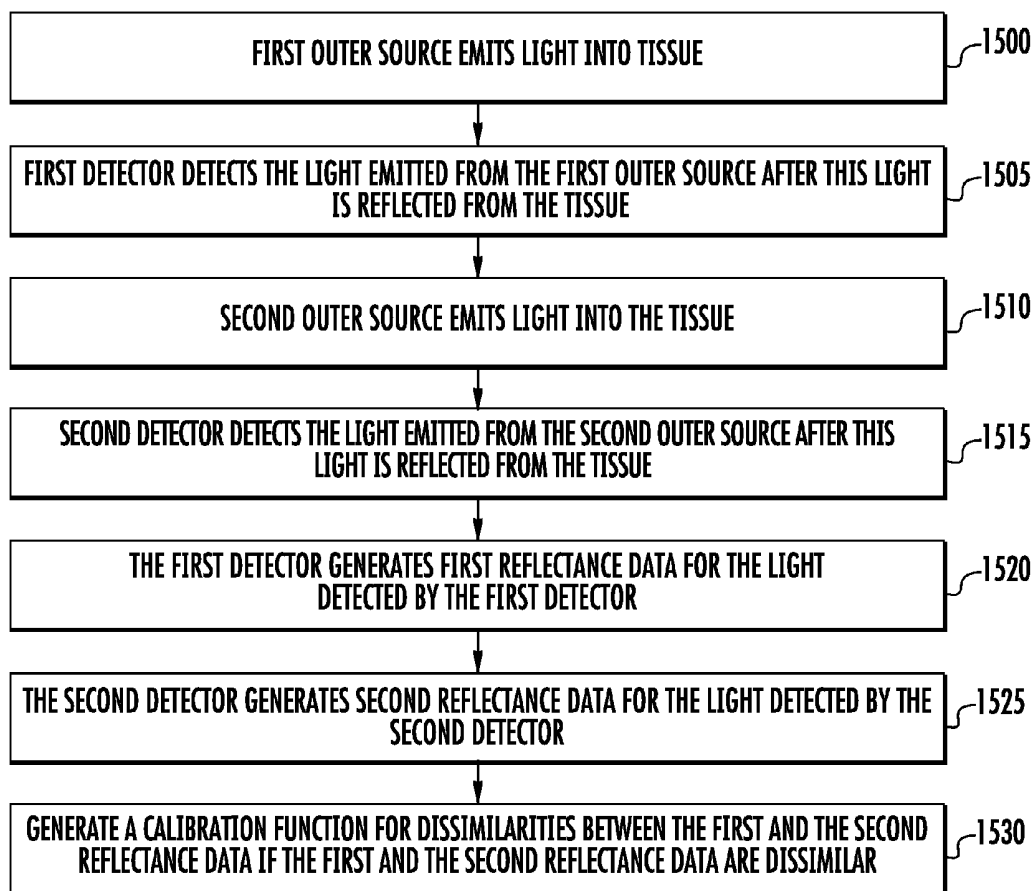 FIRST OUTER SOURCE EMITS LIGHT INTO TISSUE
1500
FIRST DETECTOR DETECTS THE LIGHT EMITTED FROM THE FIRST OUTER SOURCE AFTER THIS LIGHT
IS REFLECTED FROM THE TISSUE
1505
SECOND OUTER SOURCE EMITS LIGHT INTO THE TISSUE
1510
SECOND DETECTOR DETECTS THE LIGHT EMITTED FROM THE SECOND OUTER SOURCE AFTER THIS
LIGHT IS REFLECTED FROM THE TISSUE
1515
THE FIRST DETECTOR GENERATES FIRST REFLECTANCE DATA FOR THE LIGHT
DETECTED BY THE FIRST DETECTOR
1520
THE SECOND DETECTOR GENERATES SECOND REFLECTANCE DATA FOR THE LIGHT DETECTED BY THE
SECOND DETECTOR
1525
GENERATE A CALIBRATION FUNCTION FOR DISSIMILARITIES BETWEEN THE FIRST AND THE SECOND
REFLECTANCE DATA IF THE FIRST AND THE SECOND REFLECTANCE DATA ARE DISSIMILAR
1530